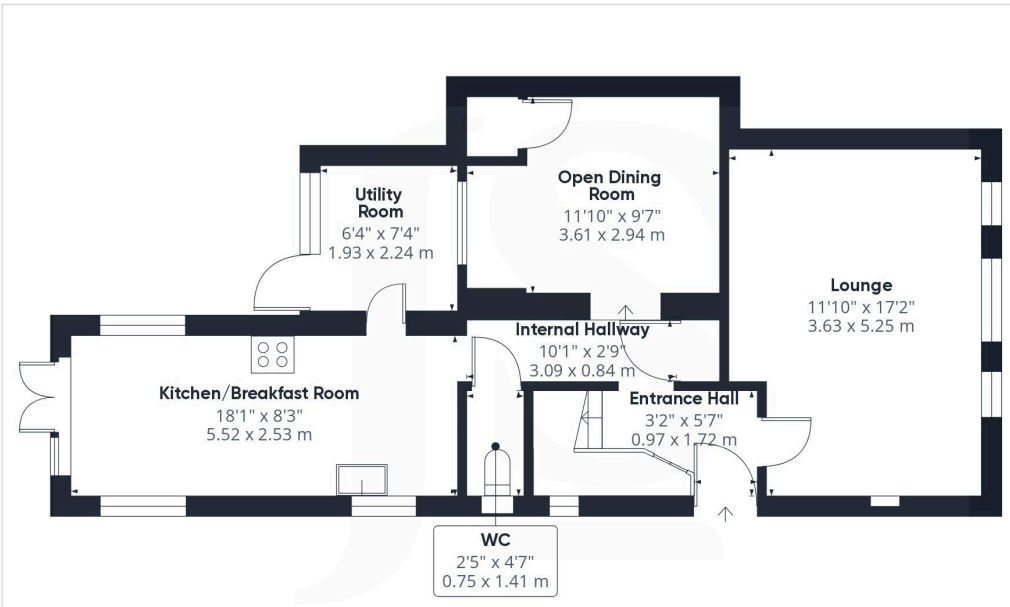 Open Dining
Room
11'10" x 9'7"
3.61 x 2.94 m
Utility
Room
6'4" x 7'4"
1.93 x 2.24 m
Lounge
11'10" x 17'2"
3.63 x 5.25 m
Internal Hallway
10'1" x 2'9"
3.09 x 0.84 m
Kitchen/Breakfast Room
18'1" x 8'3"
5.52 x 2.53 m
Entrance Hall
3'2" x 5'7"
0.97 x 1.72 m
WC
2'5" x 4'7"
0.75 x 1.41 m
JS